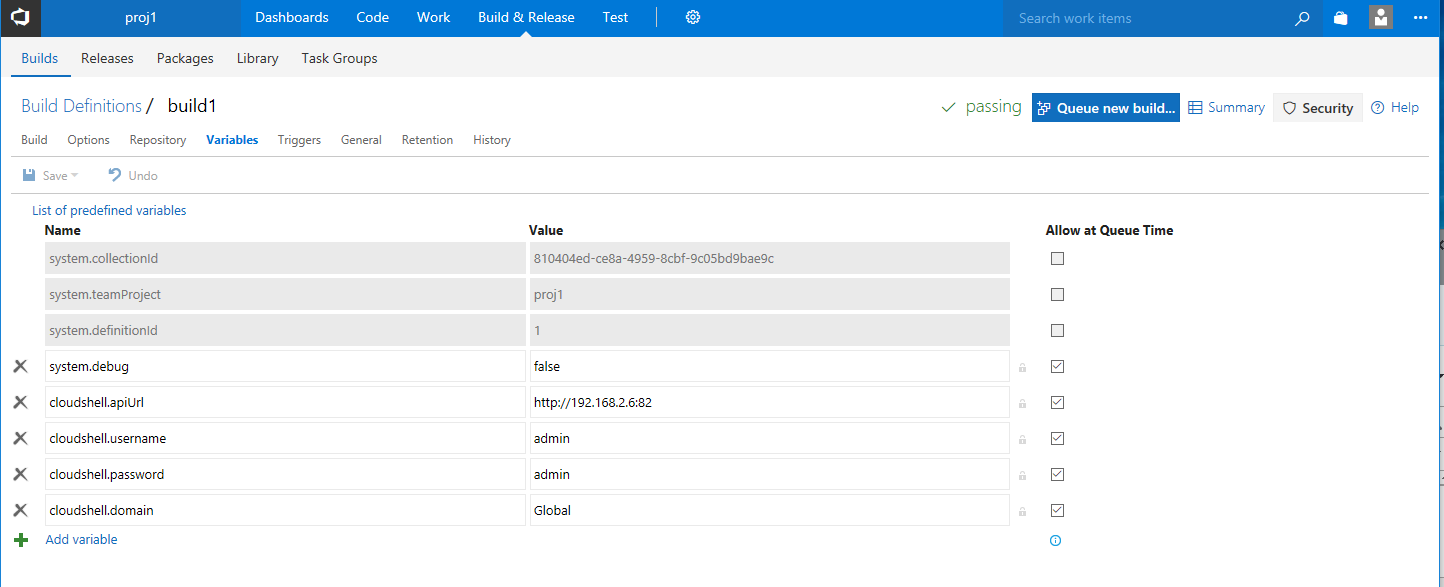 proj1 Dashboards Code Work Build & Release Test Search work items
Builds Releases Packages Library Task Groups
Build Definitions / build1 passing Queue new build... Summary Security Help
Build Options Repository Variables Triggers General Retention History
Save Undo
List of predefined variables
Name Value Allow at Queue Time
system.collectionId 810404ed-ce8a-4959-8cbf-9c05bd9bae9c
system.teamProject proj1
system.definitionId 1
system.debug false
cloudshell.apiUrl http://192.168.2.6:82
cloudshell.username admin
cloudshell.password admin
cloudshell.domain Global
Add variable